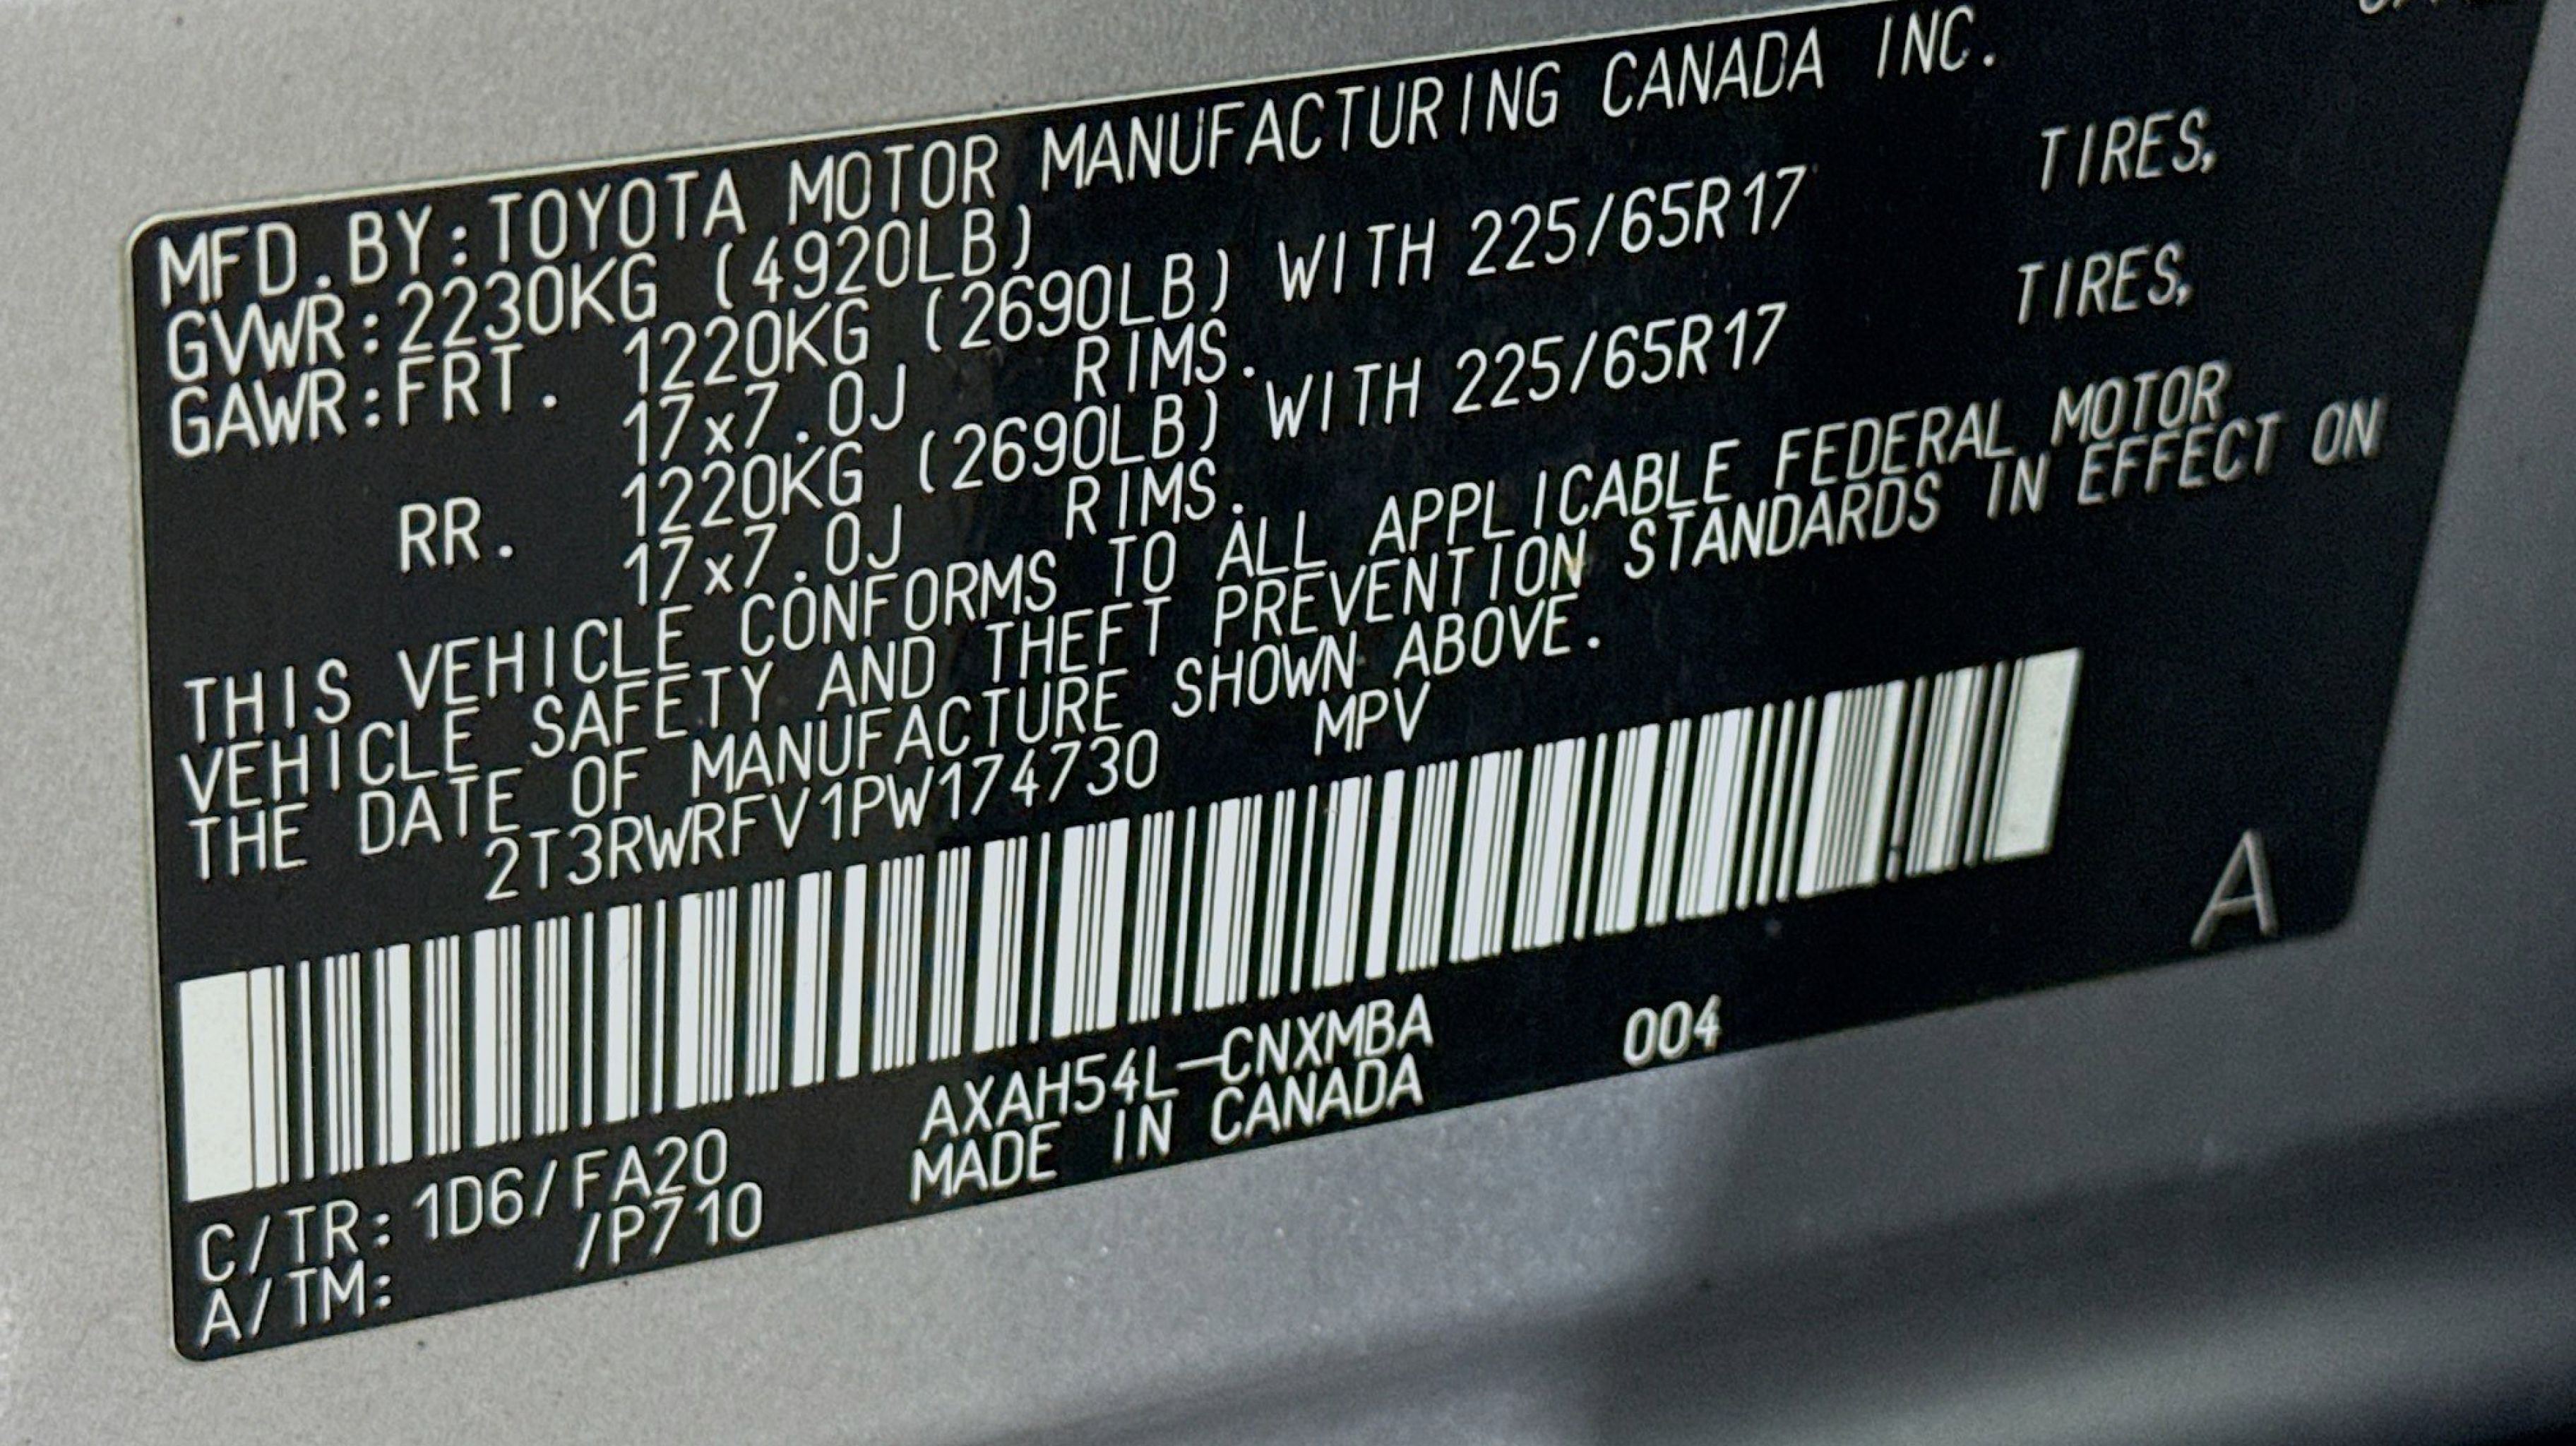 MFD.BY:TOYOTA MOTOR MANUFACTURING CANADA INC.
GVWR:2230KG (4920LB)
GAWR:FRT. 1220KG (2690LB) WITH 225/65R17 TIRES,
17x7.0J RIMS.
RR. 1220KG (2690LB) WITH 225/65R17 TIRES,
17x7.0J RIMS.
THIS VEHICLE CONFORMS TO ALL APPLICABLE FEDERAL MOTOR
VEHICLE SAFETY AND THEFT PREVENTION STANDARDS IN EFFECT ON
THE DATE OF MANUFACTURE SHOWN ABOVE.
2T3RWRFV1PW174730 MPV
A
C/TR:1D6/FA20 AXAH54L-CNXMBA 004
A/TM: /P710 MADE IN CANADA